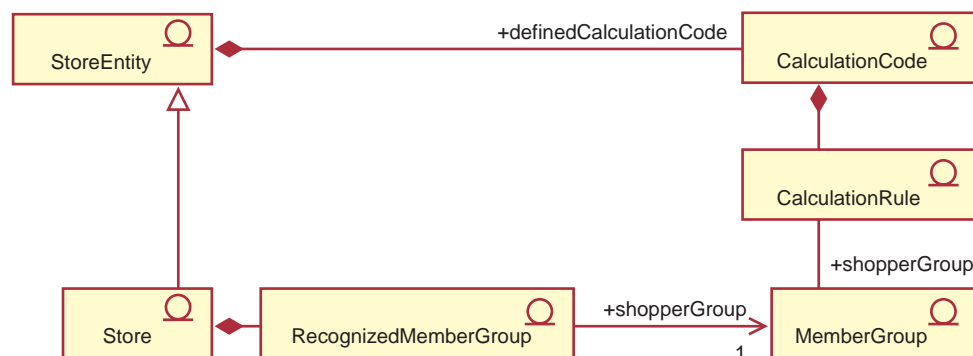 +definedCalculationCode
StoreEntity
CalculationCode
CalculationRule
+shopperGroup
+shopperGroup
Store
RecognizedMemberGroup
MemberGroup
1